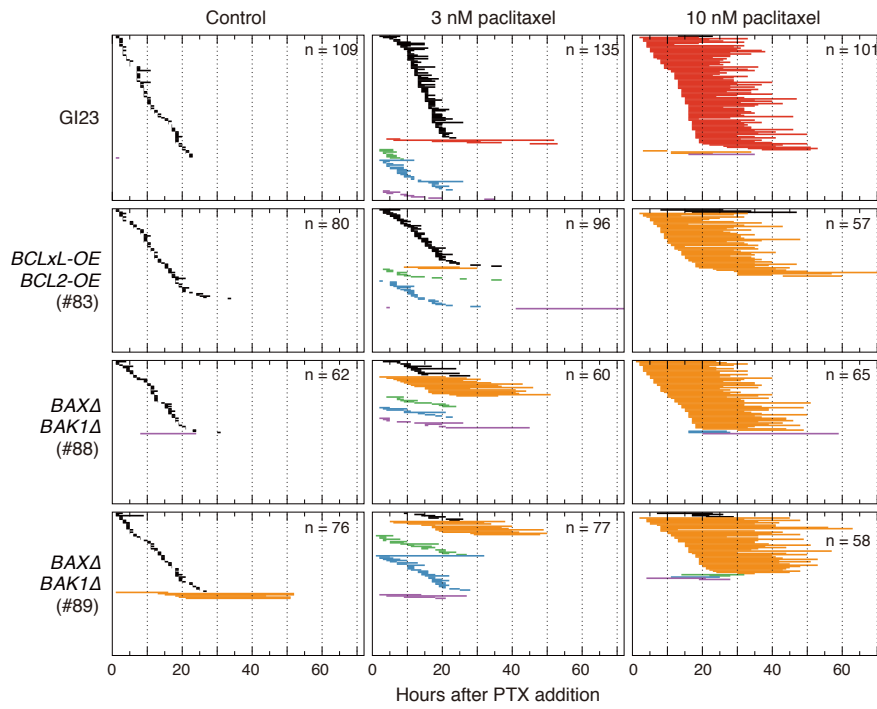 Control 3 nM paclitaxel 10 nM paclitaxel
GI23 n = 109 n = 135 n = 101
BCLxL-OE
BCL2-OE
(#83) n = 80 n = 96 n = 57
BAXΔ
BAK1Δ
(#88) n = 62 n = 60 n = 65
BAXΔ
BAK1Δ
(#89) n = 76 n = 77 n = 58
0 20 40 60 0 20 40 60 20 40 60
Hours after PTX addition